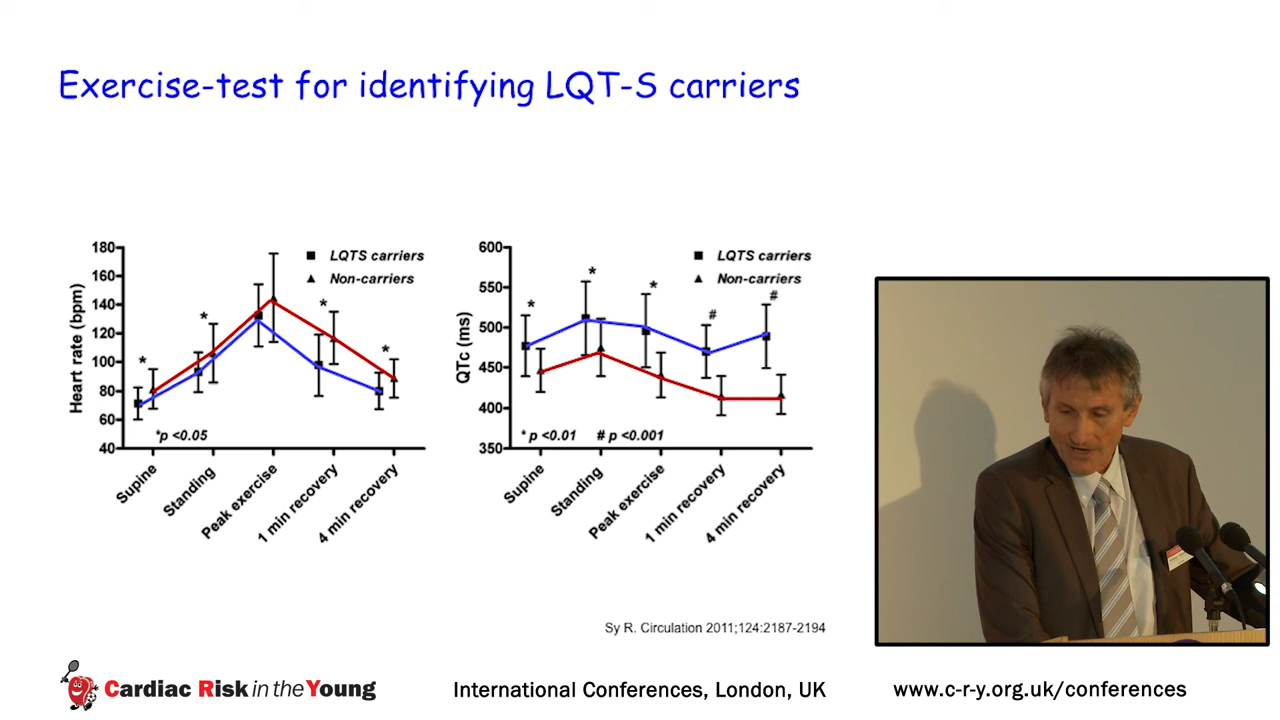 Exercise-test for identifying LQT-S carriers
Heart rate (bpm)
180
160
140
120
100
80
60
40
LQTS carriers
Non-carriers
*
*
*
*
*p <0.05
Supine
Standing
Peak exercise
1 min recovery
4 min recovery
QTc (ms)
600
550
500
450
400
350
LQTS carriers
Non-carriers
*
*
*
#
#
* p <0.01 # p <0.001
Supine
Standing
Peak exercise
1 min recovery
4 min recovery
Sy R. Circulation 2011;124:2187-2194
Cardiac Risk in the Young
International Conferences, London, UK
www.c-r-y.org.uk/conferences